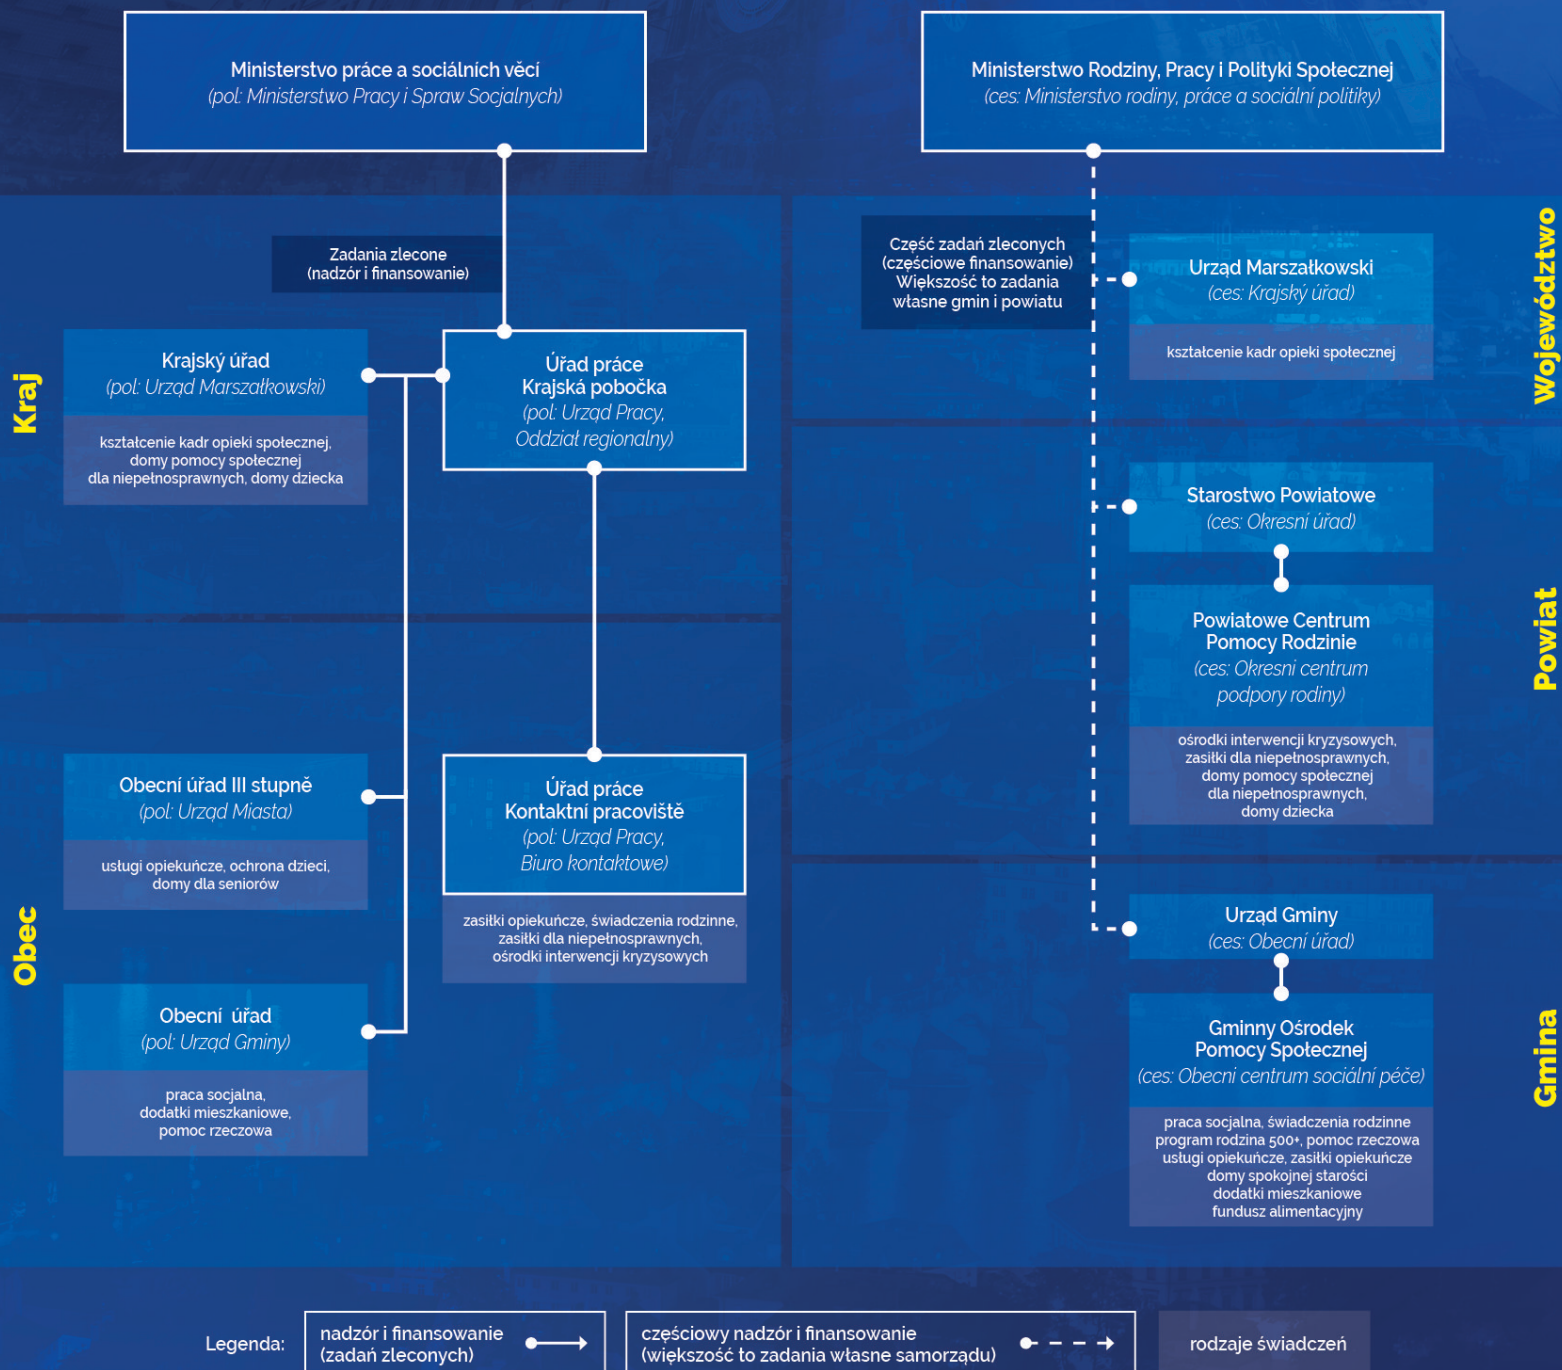 Ministerstvo práce a sociálních věcí
(pol: Ministerstwo Pracy i Spraw Socjalnych)
Zadania zlecone
(nadzór i finansowanie)
Kraj
Krajský úřad
(pol: Urząd Marszałkowski)
kształcenie kadr opieki społecznej,
domy pomocy społecznej
dla niepełnosprawnych, domy dziecka
Úřad práce
Krajská pobočka
(pol: Urząd Pracy,
Oddział regionalny)
Obec
Obecní úřad III stupně
(pol: Urząd Miasta)
usługi opiekuńcze, ochrona dzieci,
domy dla seniorów
Úřad práce
Kontaktní pracoviště
(pol: Urząd Pracy,
Biuro kontaktowe)
zasiłki opiekuńcze, świadczenia rodzinne,
zasiłki dla niepełnosprawnych,
ośrodki interwencji kryzysowych
Obecní úřad
(pol: Urząd Gminy)
praca socjalna,
dodatki mieszkaniowe,
pomoc rzeczowa
Ministerstwo Rodziny, Pracy i Polityki Społecznej
(ces: Ministerstvo rodiny, práce a sociální politiky)
Część zadań zleconych
(częściowe finansowanie)
Większość to zadania
własne gmin i powiatu
Województwo
Urząd Marszałkowski
(ces: Krajský úřad)
kształcenie kadr opieki społecznej
Powiat
Starostwo Powiatowe
(ces: Okresní úřad)
Powiatowe Centrum
Pomocy Rodzinie
(ces: Okresni centrum
podpory rodiny)
ośrodki interwencji kryzysowych,
zasiłki dla niepełnosprawnych,
domy pomocy społecznej
dla niepełnosprawnych,
domy dziecka
Gmina
Urząd Gminy
(ces: Obecní úřad)
Gminny Ośrodek
Pomocy Społecznej
(ces: Obecni centrum sociální péče)
praca socjalna, świadczenia rodzinne
program rodzina 500+, pomoc rzeczowa
usługi opiekuńcze, zasiłki opiekuńcze
domy spokojnej starości
dodatki mieszkaniowe
fundusz alimentacyjny
Legenda:
nadzór i finansowanie
(zadań zleconych)
częściowy nadzór i finansowanie
(większość to zadania własne samorządu)
rodzaje świadczeń